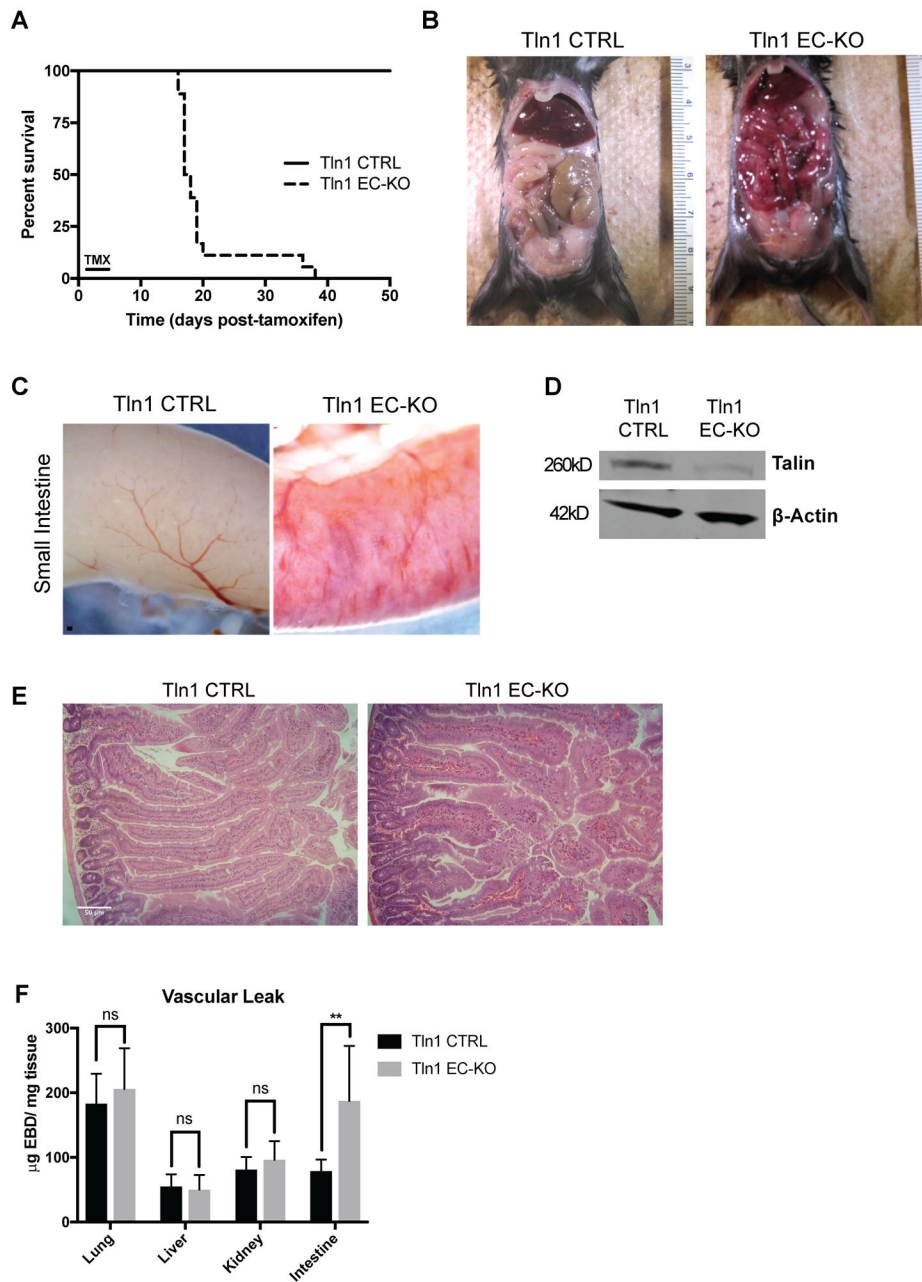 A
Percent survival
100
75
50
25
0
TMX
Tln1 CTRL
Tln1 EC-KO
0 10 20 30 40 50
Time (days post-tamoxifen)
B
Tln1 CTRL
Tln1 EC-KO
C
Tln1 CTRL
Tln1 EC-KO
Small Intestine
D
Tln1
CTRL
Tln1
EC-KO
260kD
Talin
42kD
β-Actin
E
Tln1 CTRL
Tln1 EC-KO
50 μm
F
Vascular Leak
μg EBD/ mg tissue
300
200
100
0
ns
ns
ns
**
Tln1 CTRL
Tln1 EC-KO
Lung
Liver
Kidney
Intestine